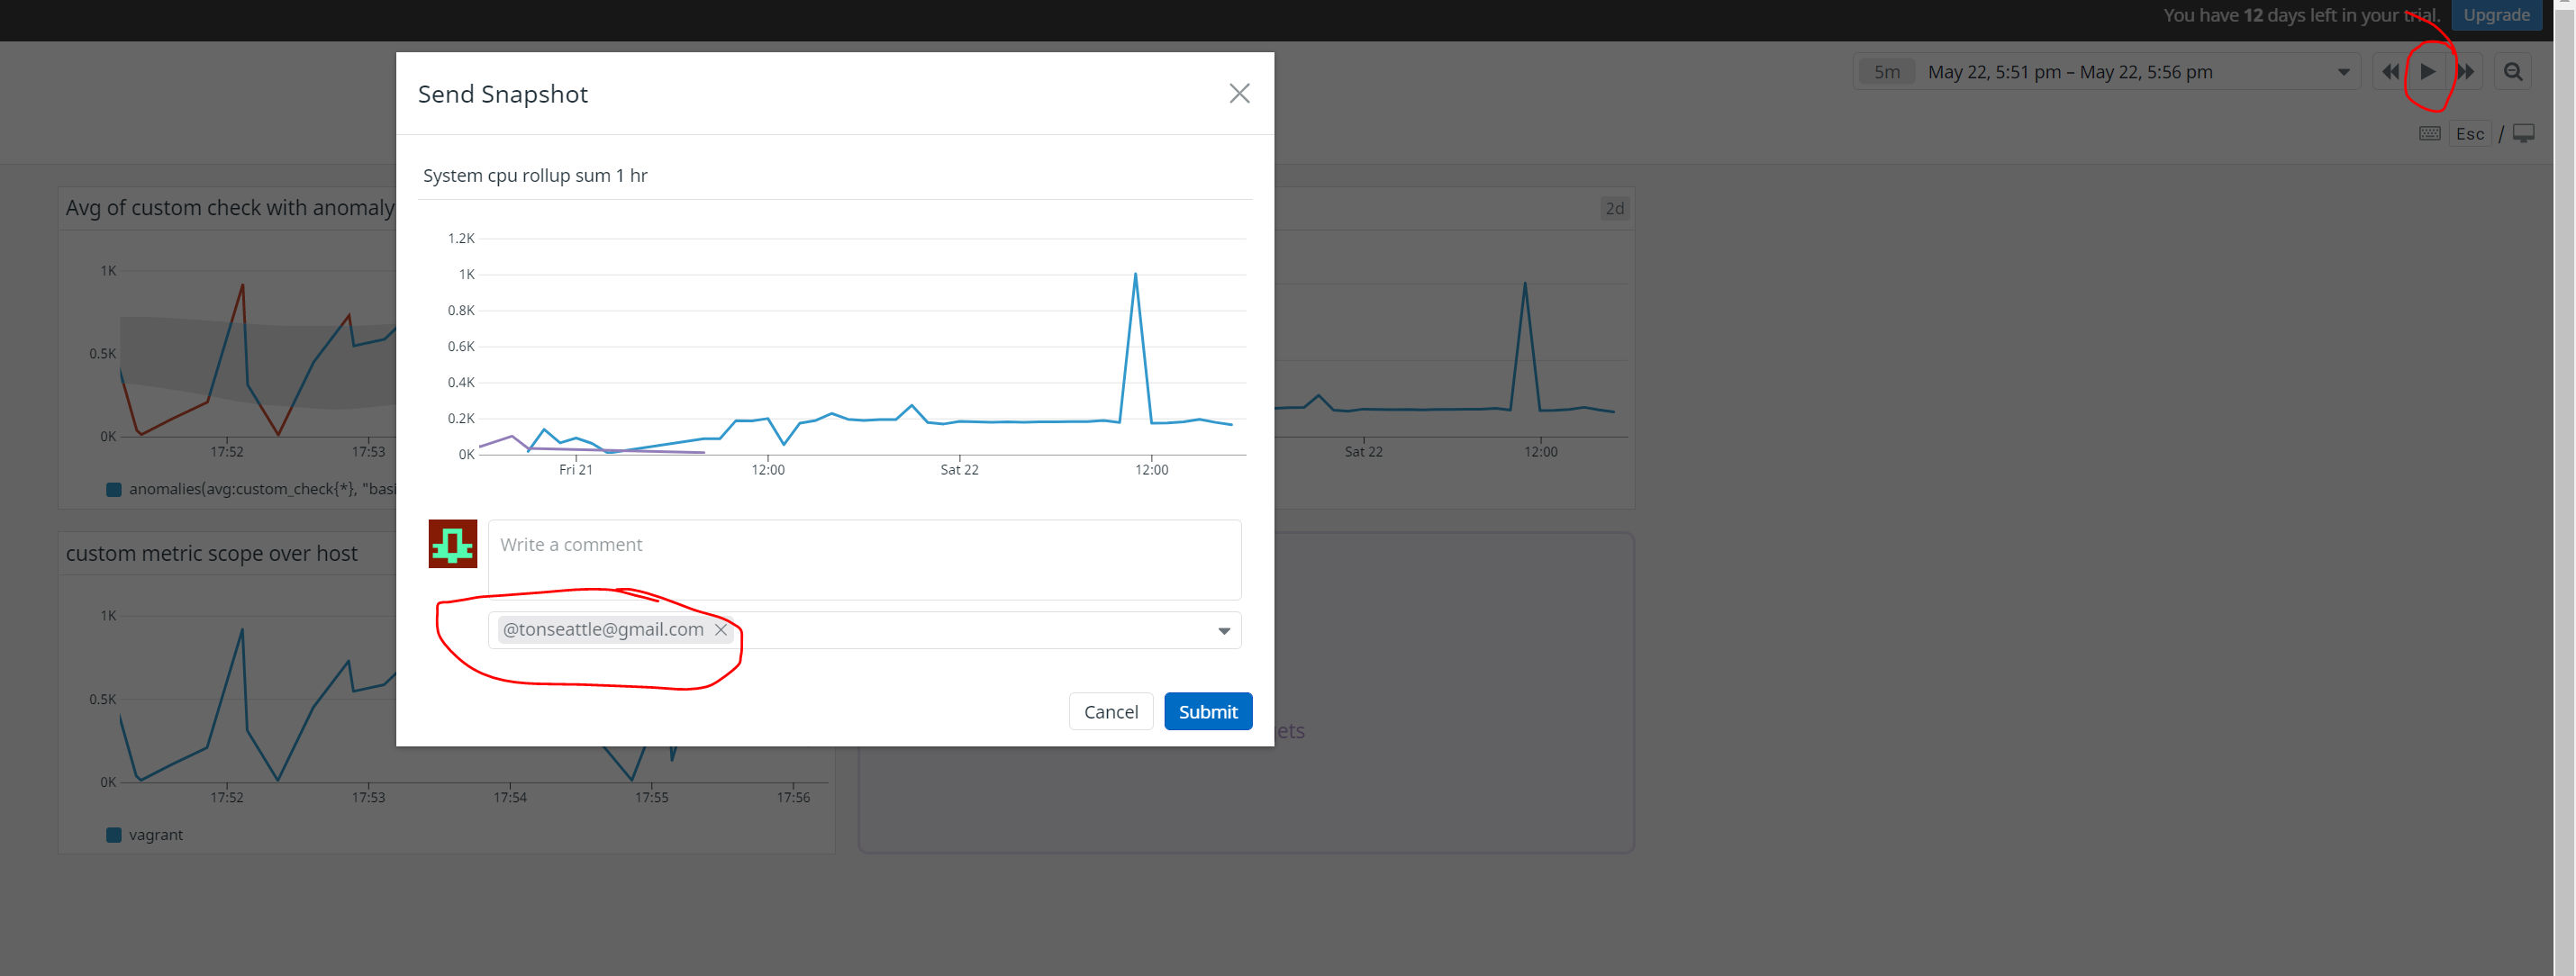 You have 12 days left in your trial. Upgrade
5m May 22, 5:51 pm – May 22, 5:56 pm
Esc /
Send Snapshot
System cpu rollup sum 1 hr
1.2K
1K
0.8K
0.6K
0.4K
0.2K
0K
Fri 21 12:00 Sat 22 12:00
Write a comment
@tonseattle@gmail.com
Cancel Submit
Avg of custom check with anomaly
1K
0.5K
0K
17:52 17:53
anomalies(avg:custom_check{*}, "basi
2d
Sat 22 12:00
custom metric scope over host
1K
0.5K
0K
17:52 17:53 17:54 17:55 17:56
vagrant
ets